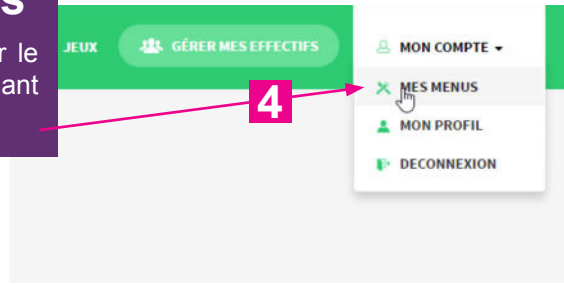 s
r le
ant
JEUX
GÉRER MES EFFECTIFS
MON COMPTE
4
MES MENUS
MON PROFIL
DECONNEXION